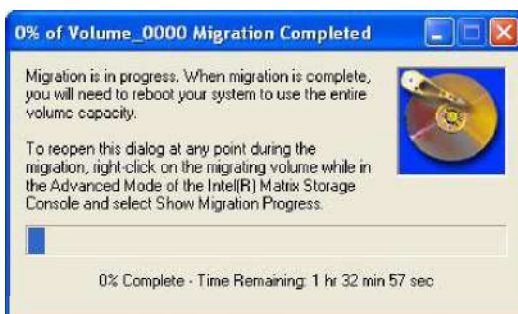 0% of Volume_0000 Migration Completed
Migration is in progress. When migration is complete,
you will need to reboot your system to use the entire
volume capacity.
To reopen this dialog at any point during the
migration, right-click on the migrating volume while in
the Advanced Mode of the Intel(R) Matrix Storage
Console and select Show Migration Progress.
0% Complete - Time Remaining: 1 hr 32 min 57 sec